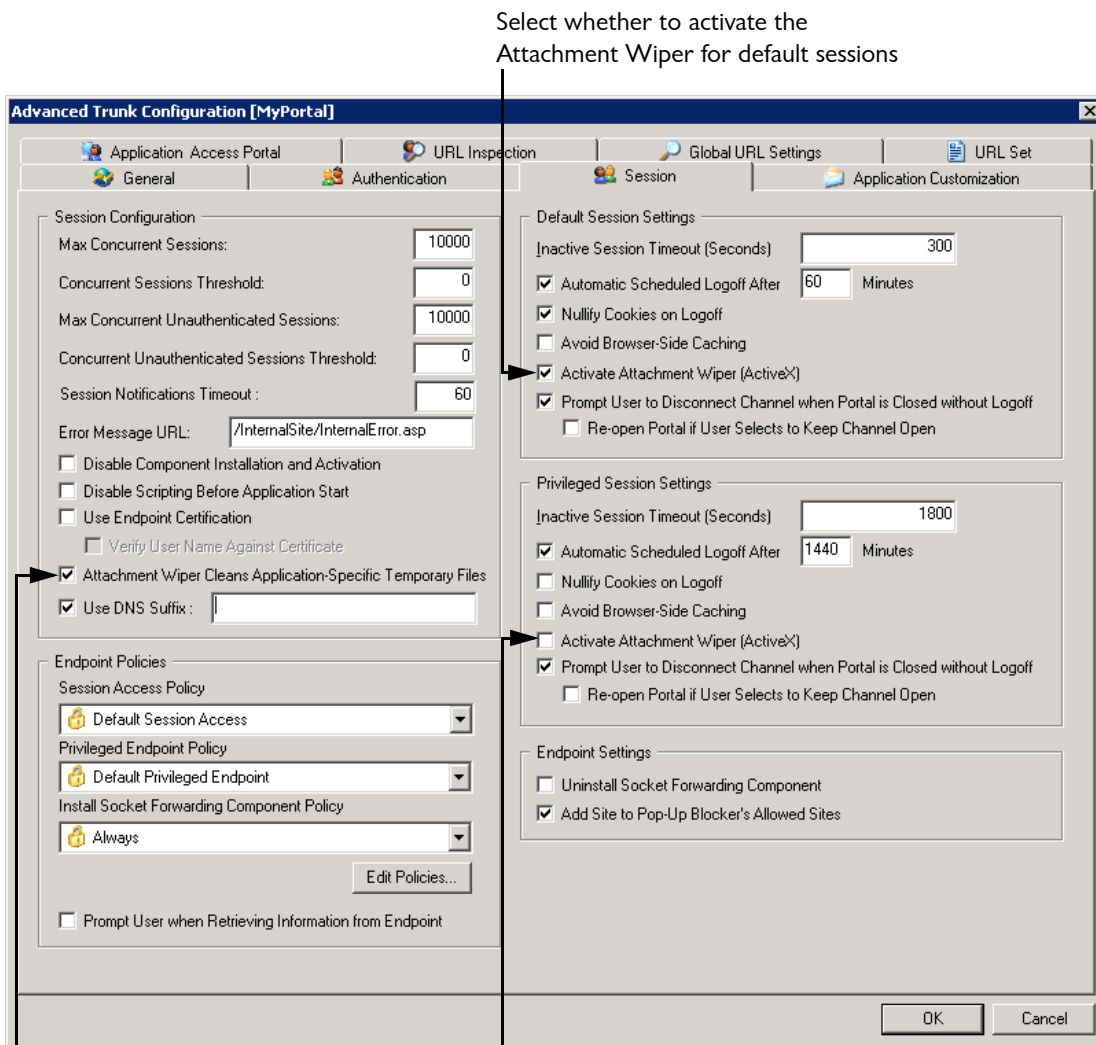 Select whether to activate the
Attachment Wiper for default sessions
Advanced Trunk Configuration [MyPortal]
Application Access Portal
URL Inspection
Global URL Settings
URL Set
General
Authentication
Session
Application Customization
Session Configuration
Max Concurrent Sessions: 10000
Concurrent Sessions Threshold: 0
Max Concurrent Unauthenticated Sessions: 10000
Concurrent Unauthenticated Sessions Threshold: 0
Session Notifications Timeout : 60
Error Message URL: /InternalSite/InternalError.asp
Disable Component Installation and Activation
Disable Scripting Before Application Start
Use Endpoint Certification
Verify User Name Against Certificate
Attachment Wiper Cleans Application-Specific Temporary Files
Use DNS Suffix :
Endpoint Policies
Session Access Policy
Default Session Access
Privileged Endpoint Policy
Default Privileged Endpoint
Install Socket Forwarding Component Policy
Always
Edit Policies...
Prompt User when Retrieving Information from Endpoint
Default Session Settings
Inactive Session Timeout (Seconds) 300
Automatic Scheduled Logoff After 60 Minutes
Nullify Cookies on Logoff
Avoid Browser-Side Caching
Activate Attachment Wiper (ActiveX)
Prompt User to Disconnect Channel when Portal is Closed without Logoff
Re-open Portal if User Selects to Keep Channel Open
Privileged Session Settings
Inactive Session Timeout (Seconds) 1800
Automatic Scheduled Logoff After 1440 Minutes
Nullify Cookies on Logoff
Avoid Browser-Side Caching
Activate Attachment Wiper (ActiveX)
Prompt User to Disconnect Channel when Portal is Closed without Logoff
Re-open Portal if User Selects to Keep Channel Open
Endpoint Settings
Uninstall Socket Forwarding Component
Add Site to Pop-Up Blocker's Allowed Sites
OK
Cancel